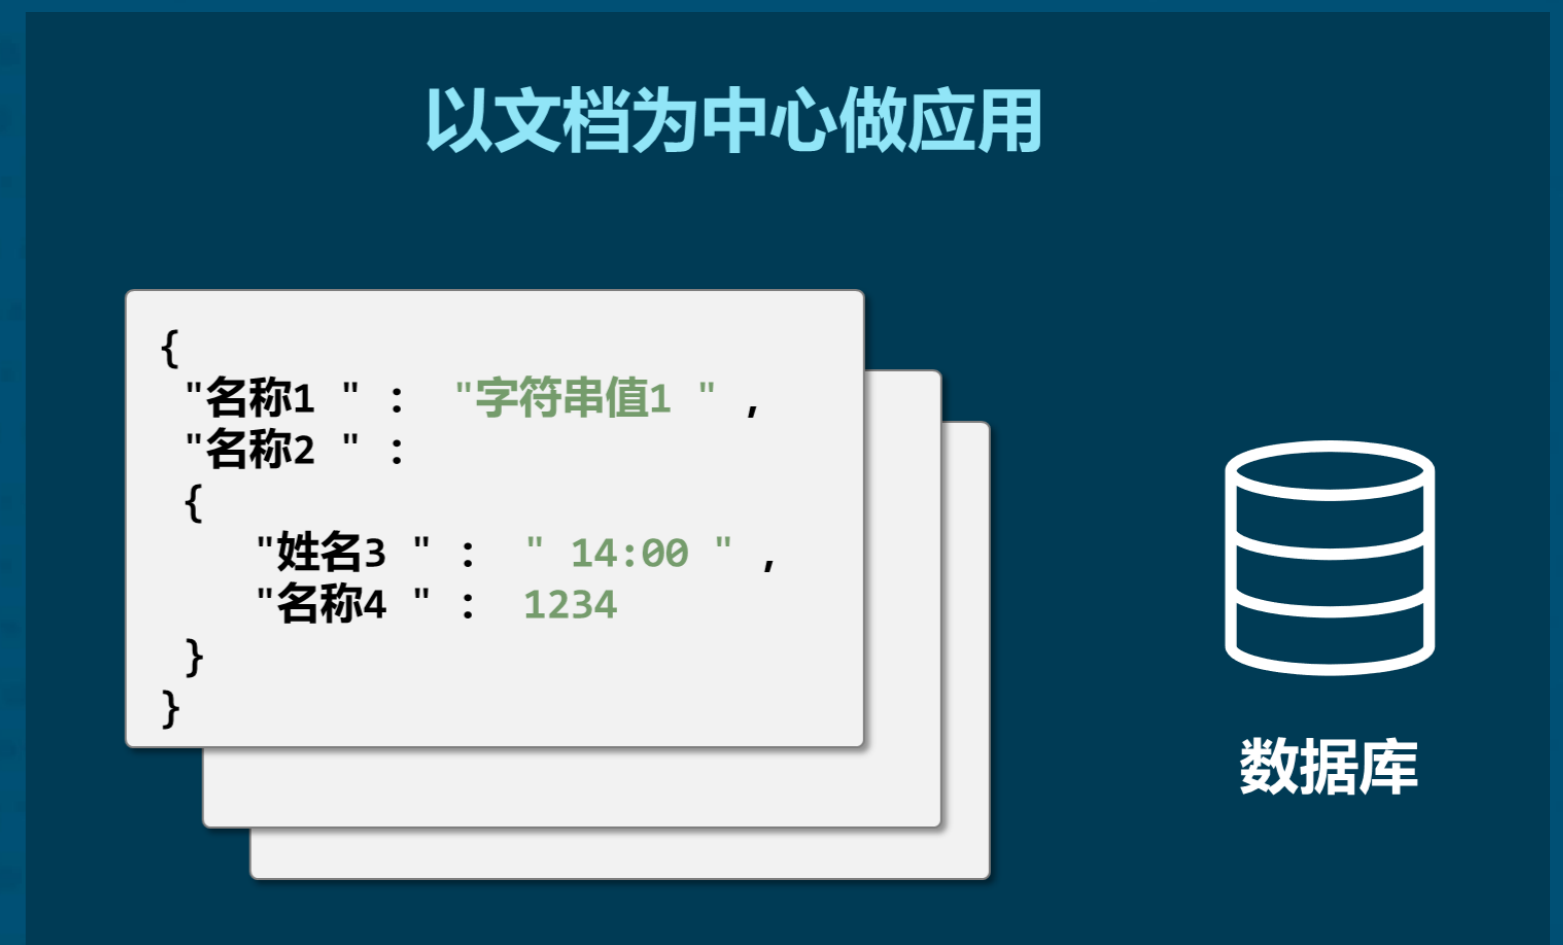 以文档为中心做应用
{
"名称1 " : "字符串值1 " ,
"名称2 " :
{
"姓名3 " : " 14:00 " ,
"名称4 " : 1234
}
}
数据库